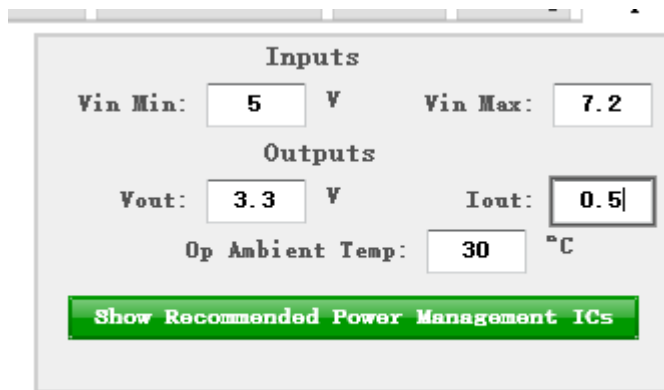 Inputs
Vin Min: 5 V Vin Max: 7.2
Outputs
Vout: 3.3 V Iout: 0.5
Op Ambient Temp: 30 °C
Show Recommended Power Management ICs